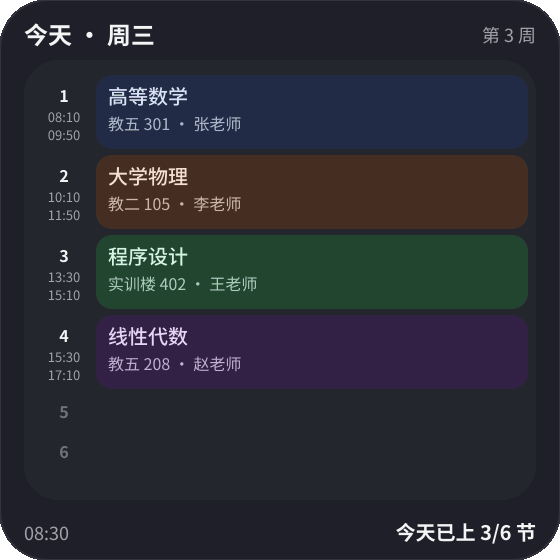 今天 · 周三
第 3 周
1
08:10
09:50
高等数学
教五 301 · 张老师
2
10:10
11:50
大学物理
教二 105 · 李老师
3
13:30
15:10
程序设计
实训楼 402 · 王老师
4
15:30
17:10
线性代数
教五 208 · 赵老师
5
6
08:30
今天已上 3/6 节